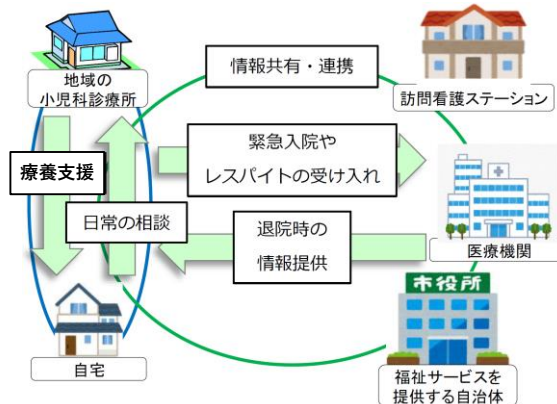 地域の
小児科診療所
情報共有・連携
訪問看護ステーション
緊急入院や
レスパイトの受け入れ
療養支援
日常の相談
退院時の
情報提供
医療機関
市役所
自宅
福祉サービスを
提供する自治体